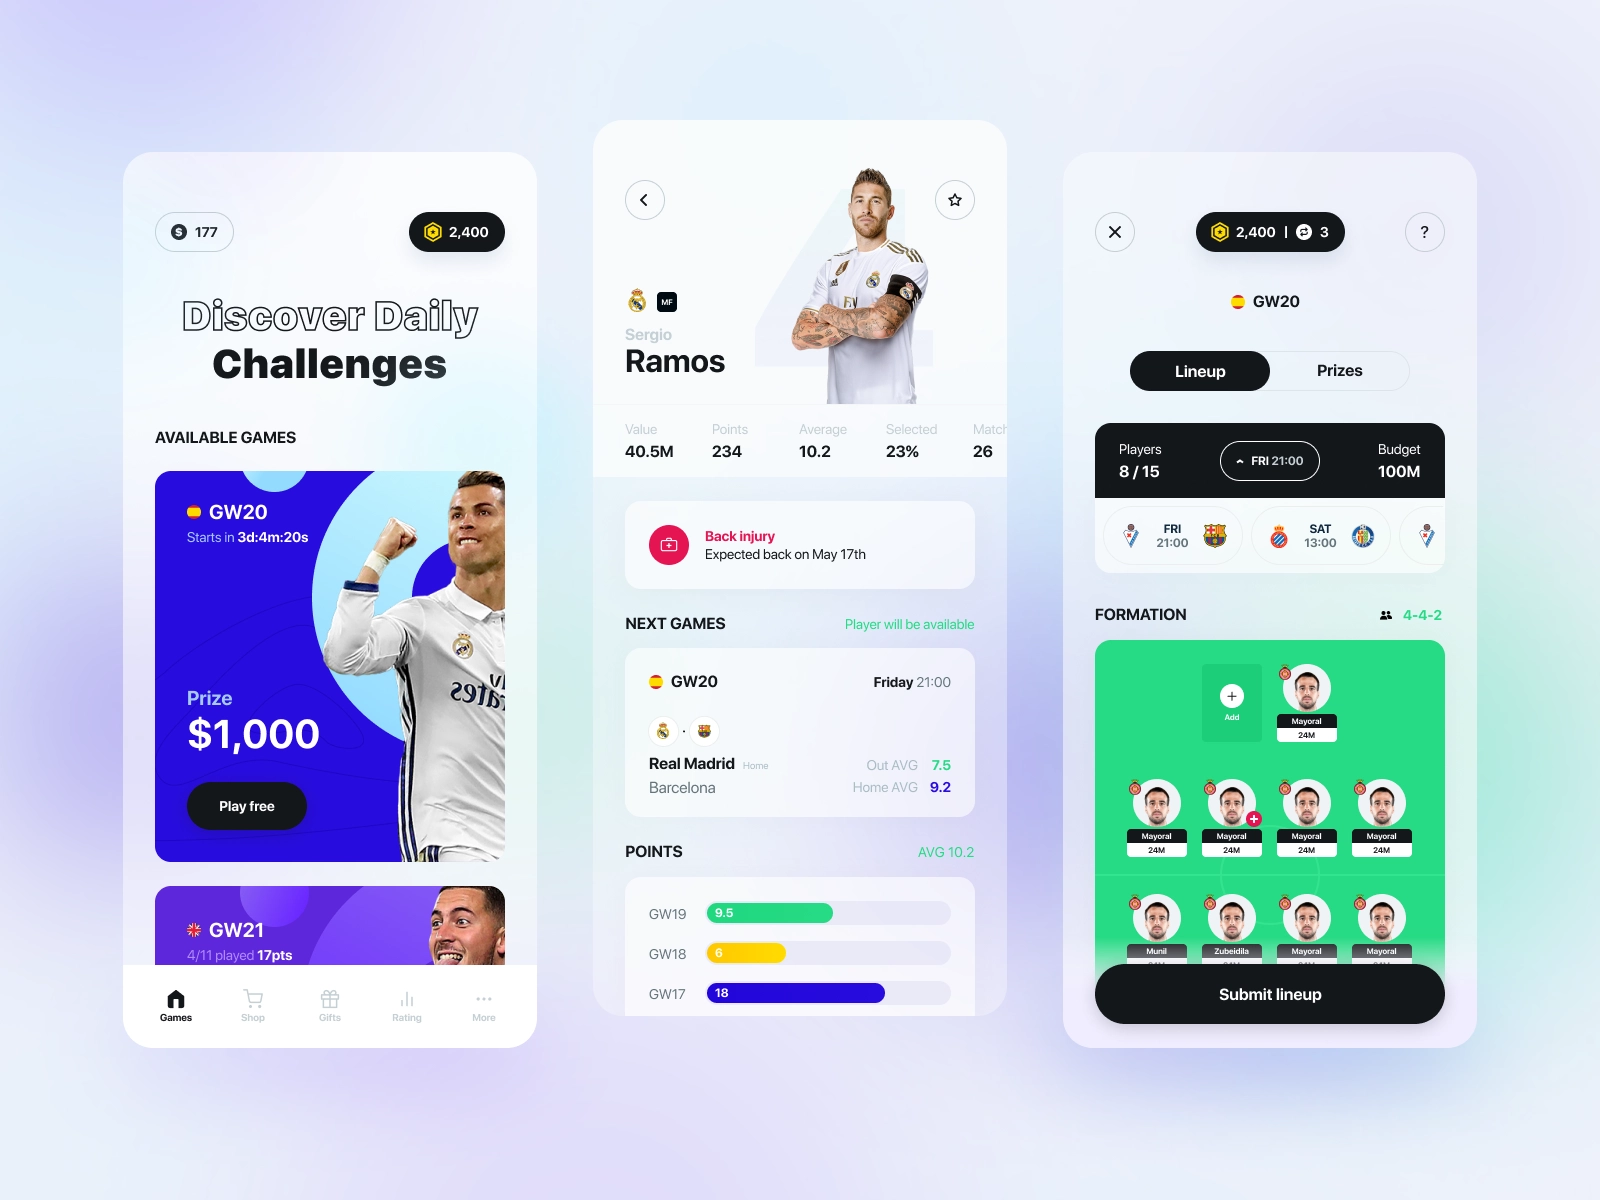 177
2,400
Discover Daily
Challenges
AVAILABLE GAMES
GW20
Starts in 3d:4m:20s
Prize
$1,000
Play free
GW21
4/11 played 17pts
Games
Shop
Gifts
Rating
More
MF
Sergio
Ramos
Value
Points
Average
Selected
Match
40.5M
234
10.2
23%
26
Back injury
Expected back on May 17th
NEXT GAMES
Player will be available
GW20
Friday 21:00
Real Madrid Home
Out AVG 7.5
Barcelona
Home AVG 9.2
POINTS
AVG 10.2
GW19
9.5
GW18
6
GW17
18
2,400 | 3
?
GW20
Lineup
Prizes
Players
8 / 15
FRI 21:00
Budget
100M
FRI
21:00
SAT
13:00
FORMATION
4-4-2
Add
Mayoral
24M
Mayoral
24M
Mayoral
24M
Mayoral
24M
Mayoral
24M
Munil
Zubeidila
Mayoral
Mayoral
Submit lineup